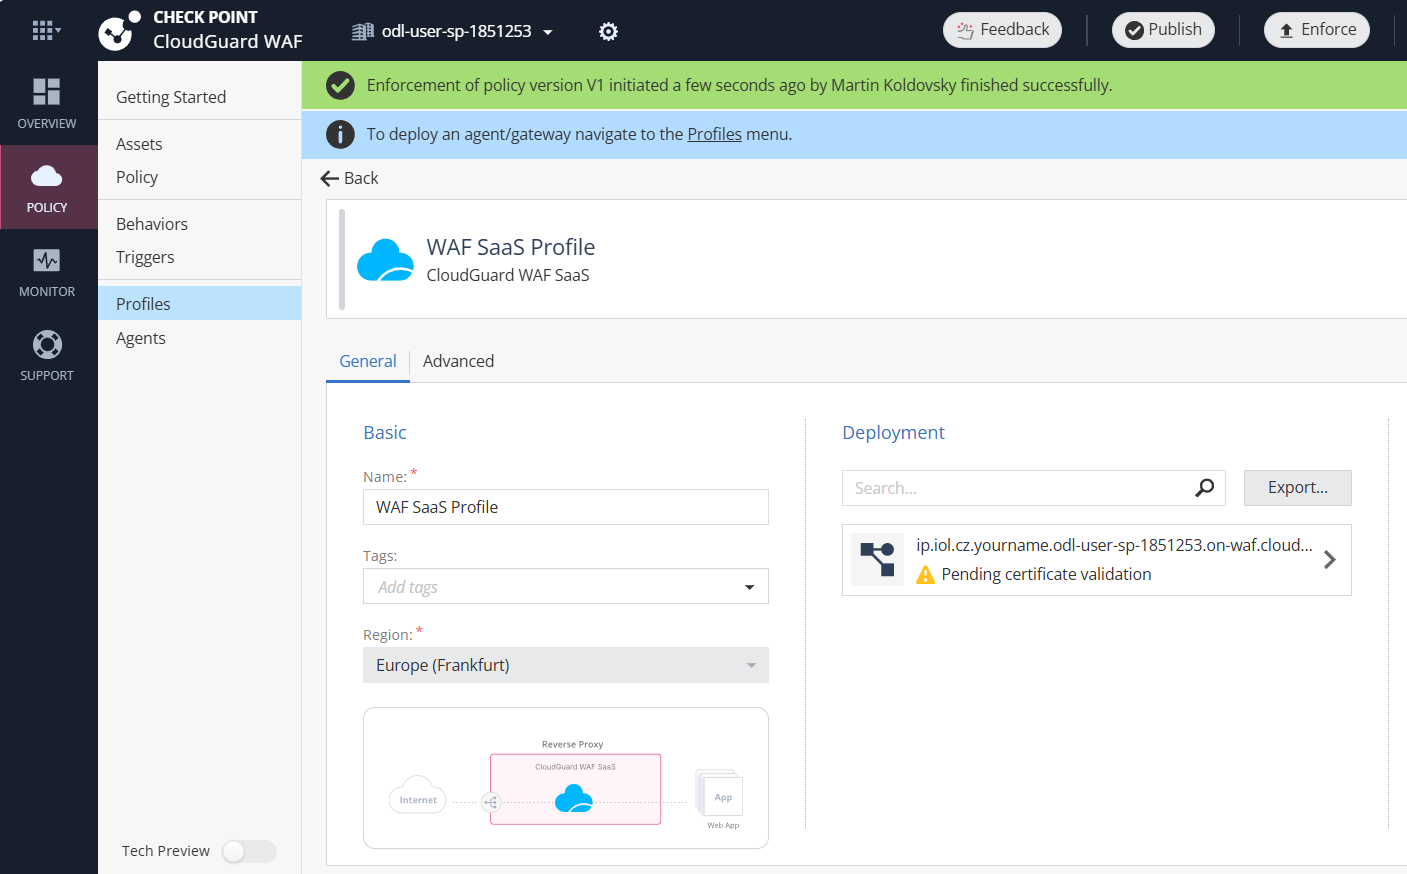 CHECK POINT
CloudGuard WAF
odl-user-sp-1851253
Feedback
Publish
Enforce
OVERVIEW
POLICY
MONITOR
SUPPORT
Getting Started
Assets
Policy
Behaviors
Triggers
Profiles
Agents
Tech Preview
Enforcement of policy version V1 initiated a few seconds ago by Martin Koldovsky finished successfully.
To deploy an agent/gateway navigate to the Profiles menu.
Back
WAF SaaS Profile
CloudGuard WAF SaaS
General
Advanced
Basic
Name: *
WAF SaaS Profile
Tags:
Add tags
Region: *
Europe (Frankfurt)
Reverse Proxy
CloudGuard WAF SaaS
Internet
App
Web App
Deployment
Search...
Export...
ip.iol.cz.yourname.odl-user-sp-1851253.on-waf.cloud...
Pending certificate validation